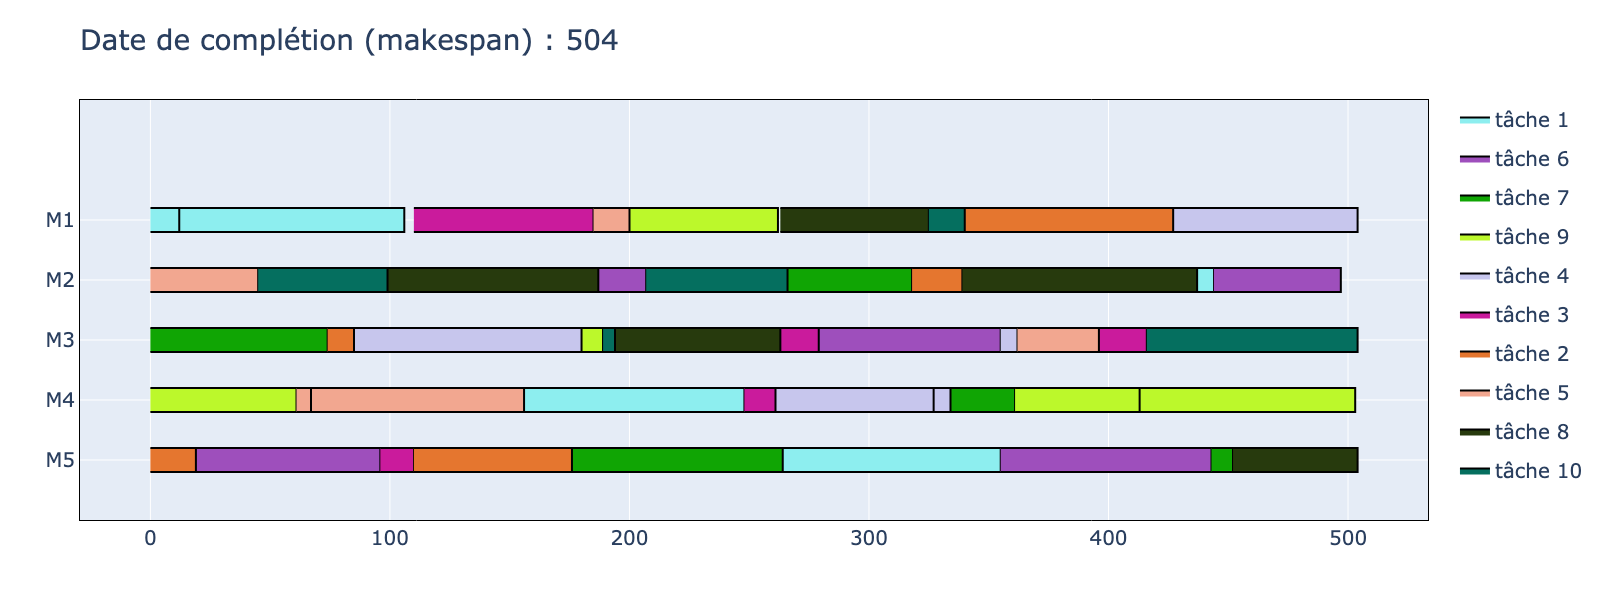 Date de complétion (makespan) : 504
tâche 1
tâche 6
tâche 7
tâche 9
tâche 4
tâche 3
tâche 2
tâche 5
tâche 8
tâche 10
M1
M2
M3
M4
M5
0 100 200 300 400 500